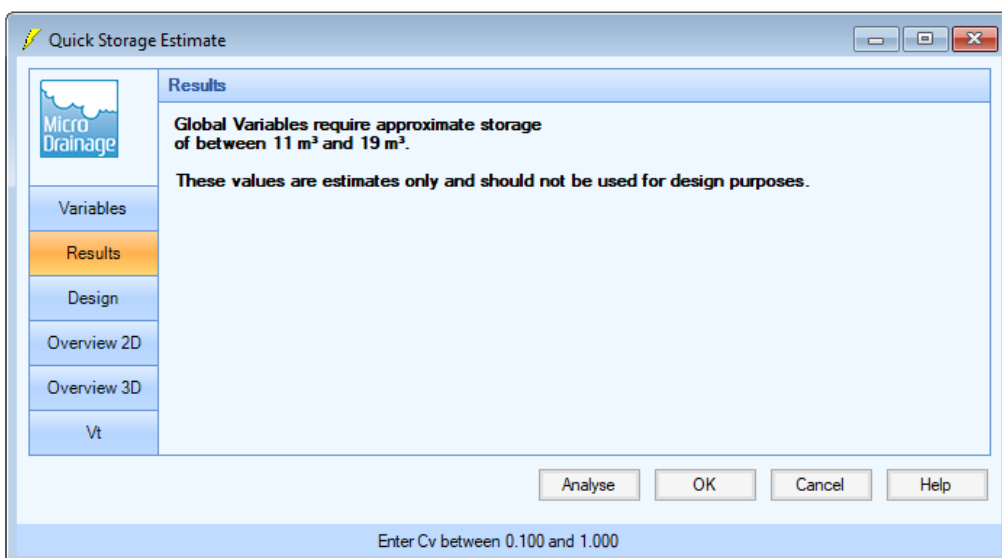 Quick Storage Estimate
Micro
Drainage
Variables
Results
Design
Overview 2D
Overview 3D
Vt
Results
Global Variables require approximate storage
of between 11 m³ and 19 m³.
These values are estimates only and should not be used for design purposes.
Analyse
OK
Cancel
Help
Enter Cv between 0.100 and 1.000